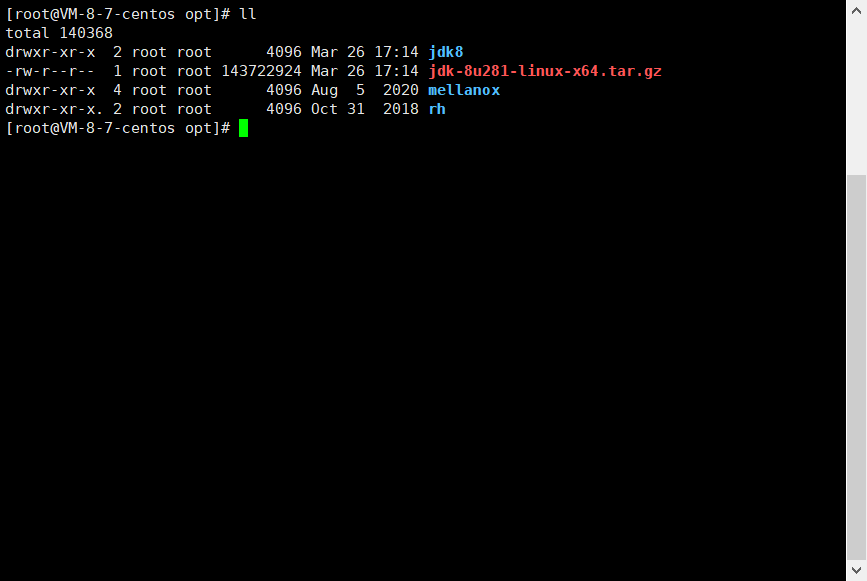 [root@VM-8-7-centos opt]# ll
total 140368
drwxr-xr-x  2 root root      4096 Mar 26 17:14 jdk8
-rw-r--r--  1 root root 143722924 Mar 26 17:14 jdk-8u281-linux-x64.tar.gz
drwxr-xr-x  4 root root      4096 Aug  5  2020 mellanox
drwxr-xr-x. 2 root root      4096 Oct 31  2018 rh
[root@VM-8-7-centos opt]#